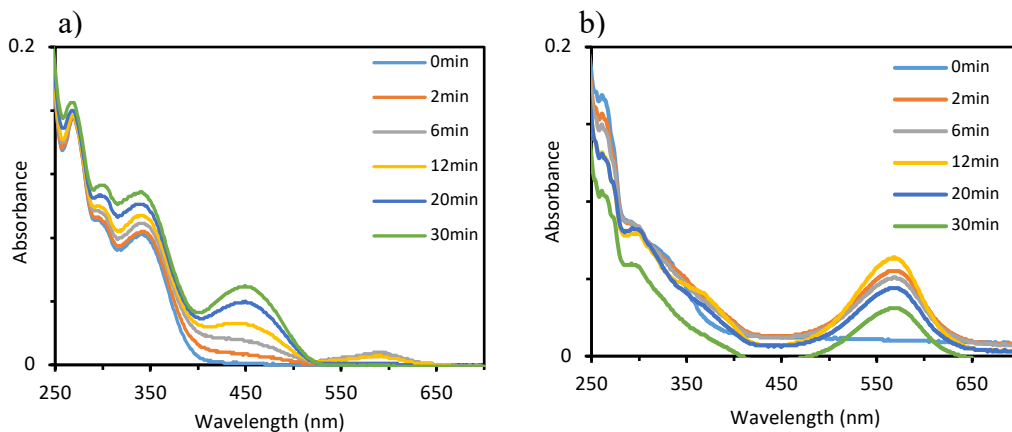 a)
0.2
0
Absorbance
250
350
450
550
650
Wavelength (nm)
0min
2min
6min
12min
20min
30min
b)
0.2
0
Absorbance
250
350
450
550
650
Wavelength (nm)
0min
2min
6min
12min
20min
30min